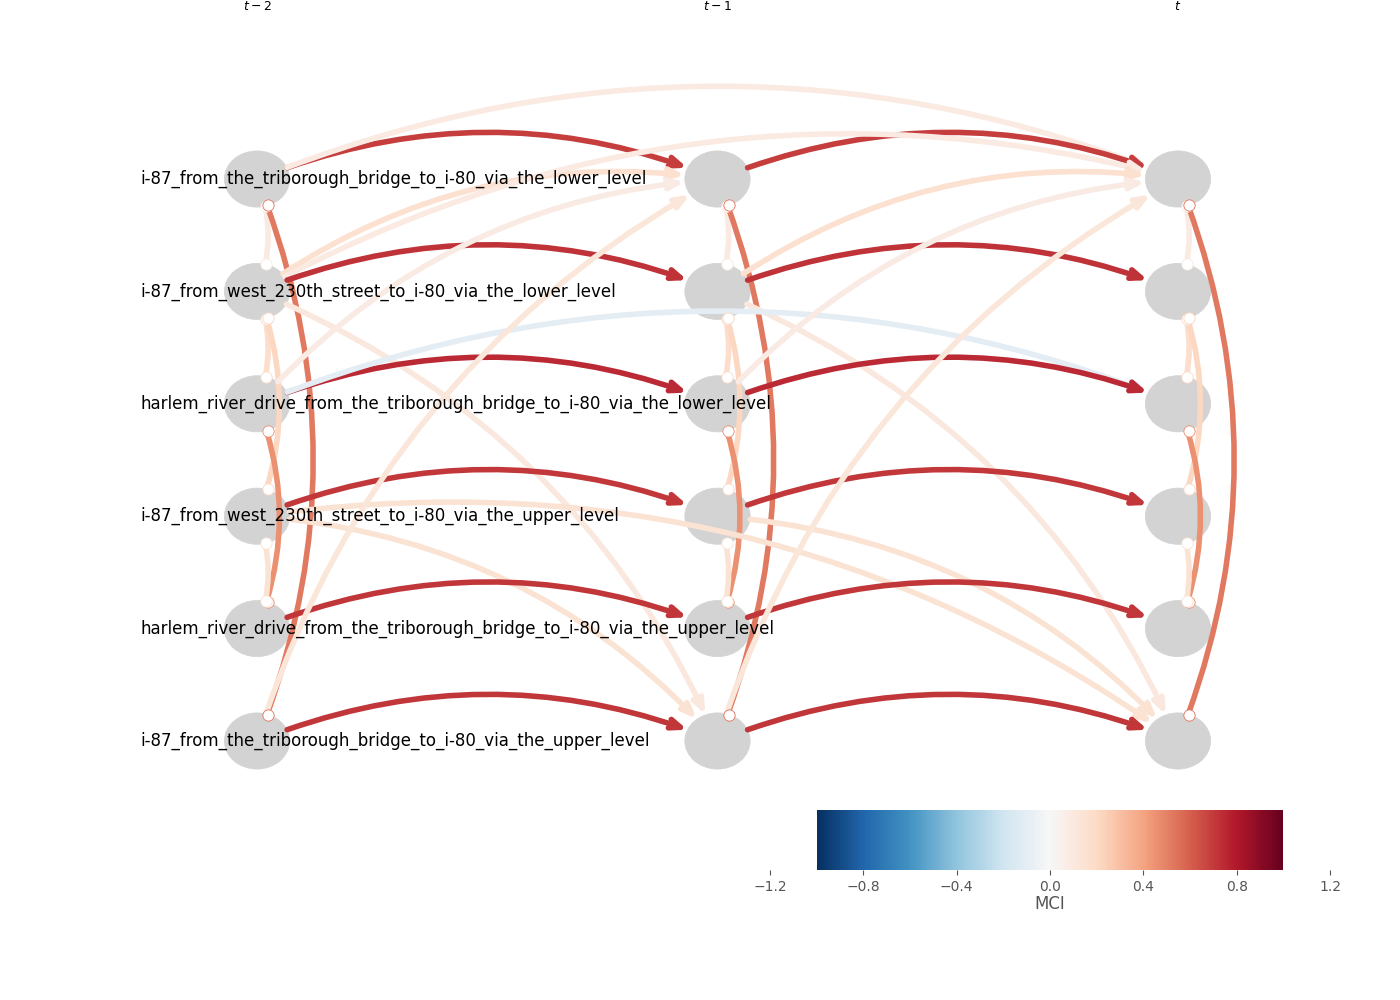 t − 2
t − 1
t
i-87_from_the_triborough_bridge_to_i-80_via_the_lower_level
i-87_from_west_230th_street_to_i-80_via_the_lower_level
harlem_river_drive_from_the_triborough_bridge_to_i-80_via_the_lower_level
i-87_from_west_230th_street_to_i-80_via_the_upper_level
harlem_river_drive_from_the_triborough_bridge_to_i-80_via_the_upper_level
i-87_from_the_triborough_bridge_to_i-80_via_the_upper_level
−1.2
−0.8
−0.4
0.0
0.4
0.8
1.2
MCI